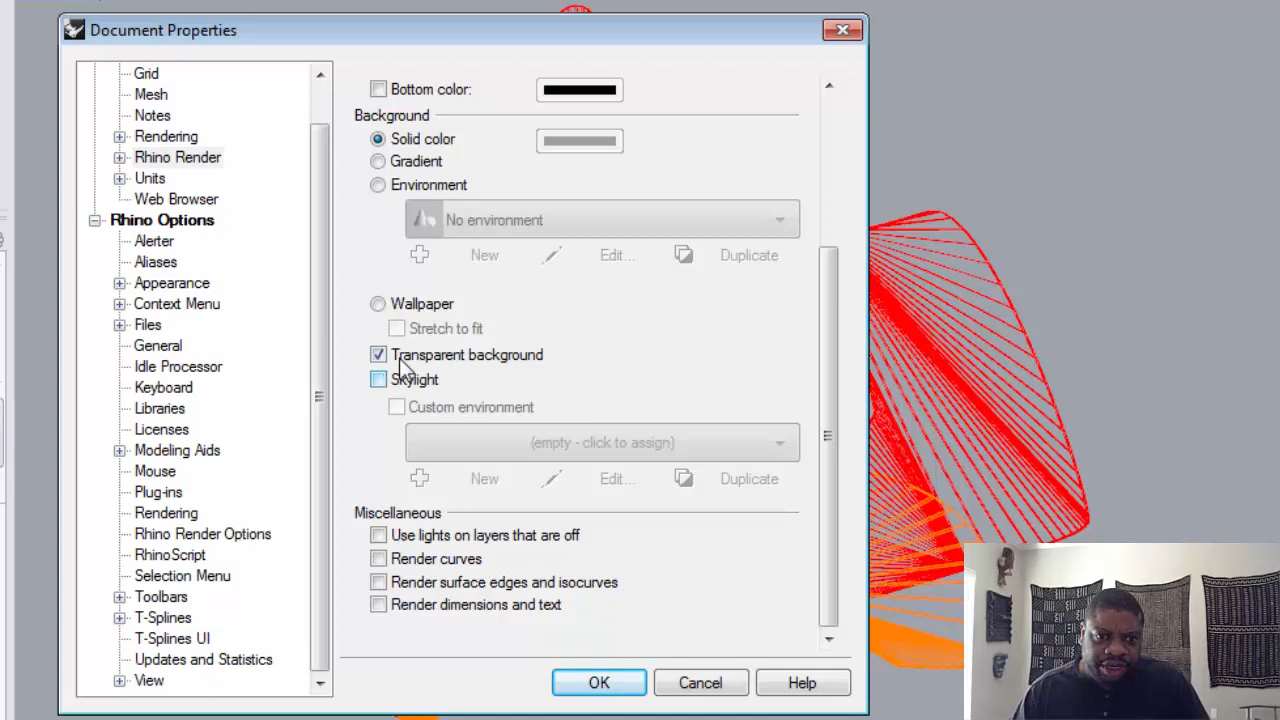 Document Properties
Grid
Mesh
Notes
Rendering
Rhino Render
Units
Web Browser
Rhino Options
Alerter
Aliases
Appearance
Context Menu
Files
General
Idle Processor
Keyboard
Libraries
Licenses
Modeling Aids
Mouse
Plug-ins
Rendering
Rhino Render Options
RhinoScript
Selection Menu
Toolbars
T-Splines
T-Splines UI
Updates and Statistics
View
Bottom color:
Background
Solid color
Gradient
Environment
No environment
New Edit... Duplicate
Wallpaper
Stretch to fit
Transparent background
Skylight
Custom environment
(empty - click to assign)
New Edit... Duplicate
Miscellaneous
Use lights on layers that are off
Render curves
Render surface edges and isocurves
Render dimensions and text
OK Cancel Help